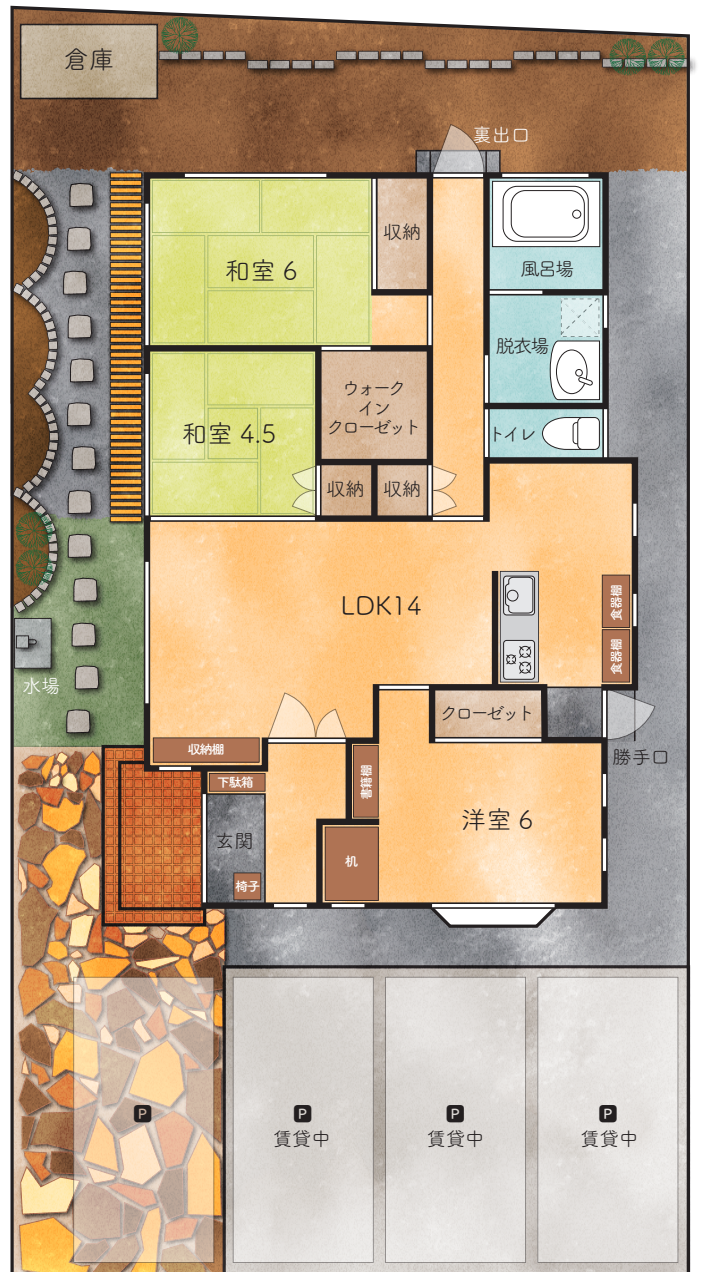 倉庫
裏出口
収納
和室 6
風呂場
脱衣場
ウォーク
イン
クローゼット
和室 4.5
トイレ
収納
収納
LDK14
食器棚
食器棚
水場
クローゼット
収納棚
勝手口
下駄箱
書籍棚
洋室 6
玄関
机
椅子
P
P
賃貸中
P
賃貸中
P
賃貸中